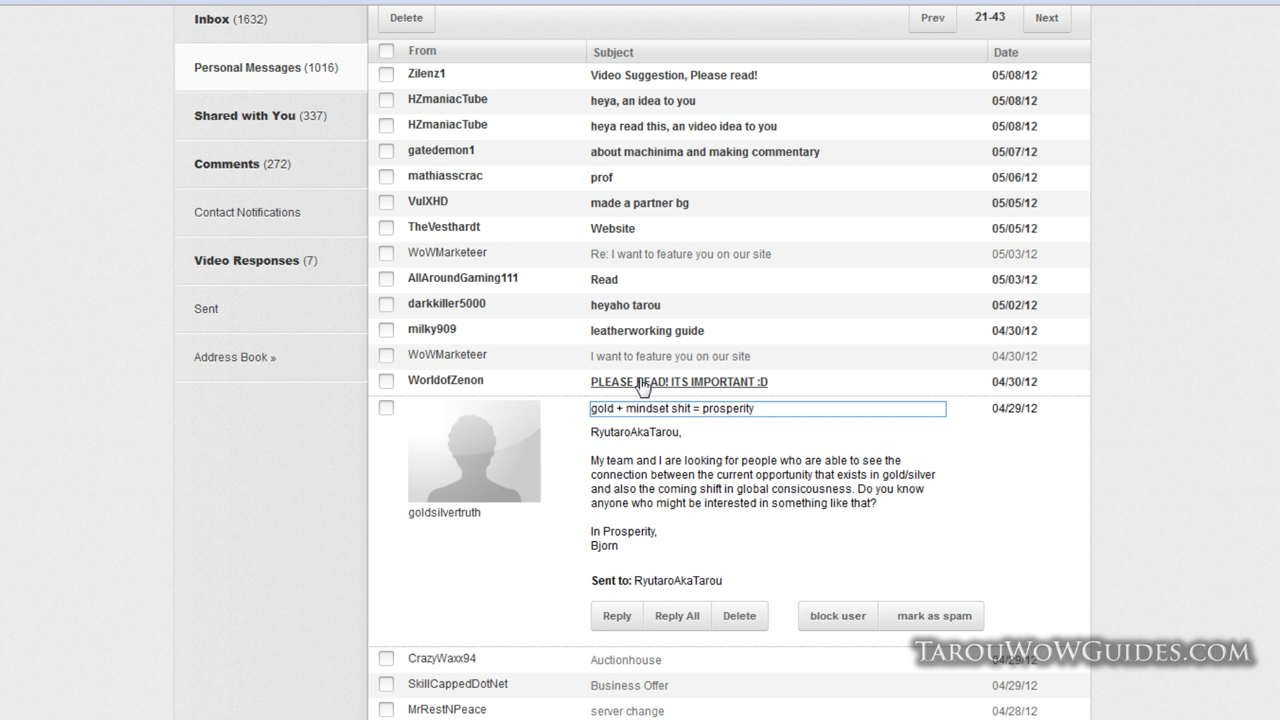 Inbox (1632)
Personal Messages (1016)
Shared with You (337)
Comments (272)
Contact Notifications
Video Responses (7)
Sent
Address Book »
Delete
Prev 21-43 Next
From Subject Date
Zilenz1 Video Suggestion, Please read! 05/08/12
HZmaniacTube heya, an idea to you 05/08/12
HZmaniacTube heya read this, an video idea to you 05/08/12
gatedemon1 about machinima and making commentary 05/07/12
mathiasscrac prof 05/06/12
VulXHD made a partner bg 05/05/12
TheVesthardt Website 05/05/12
WoWMarketeer Re: I want to feature you on our site 05/03/12
AllAroundGaming111 Read 05/03/12
darkkiller5000 heyaho tarou 05/02/12
milky909 leatherworking guide 04/30/12
WoWMarketeer I want to feature you on our site 04/30/12
WorldofZenon PLEASE READ! ITS IMPORTANT :D 04/30/12
gold + mindset shit = prosperity 04/29/12
goldsilvertruth
RyutaroAkaTarou,
My team and I are looking for people who are able to see the
connection between the current opportunity that exists in gold/silver
and also the coming shift in global consicousness. Do you know
anyone who might be interested in something like that?
In Prosperity,
Bjorn
Sent to: RyutaroAkaTarou
Reply Reply All Delete block user mark as spam
CrazyWaxx94 Auctionhouse 04/29/12
SkillCappedDotNet Business Offer 04/29/12
MrRestNPeace server change 04/28/12
TarouWoWGuides.com